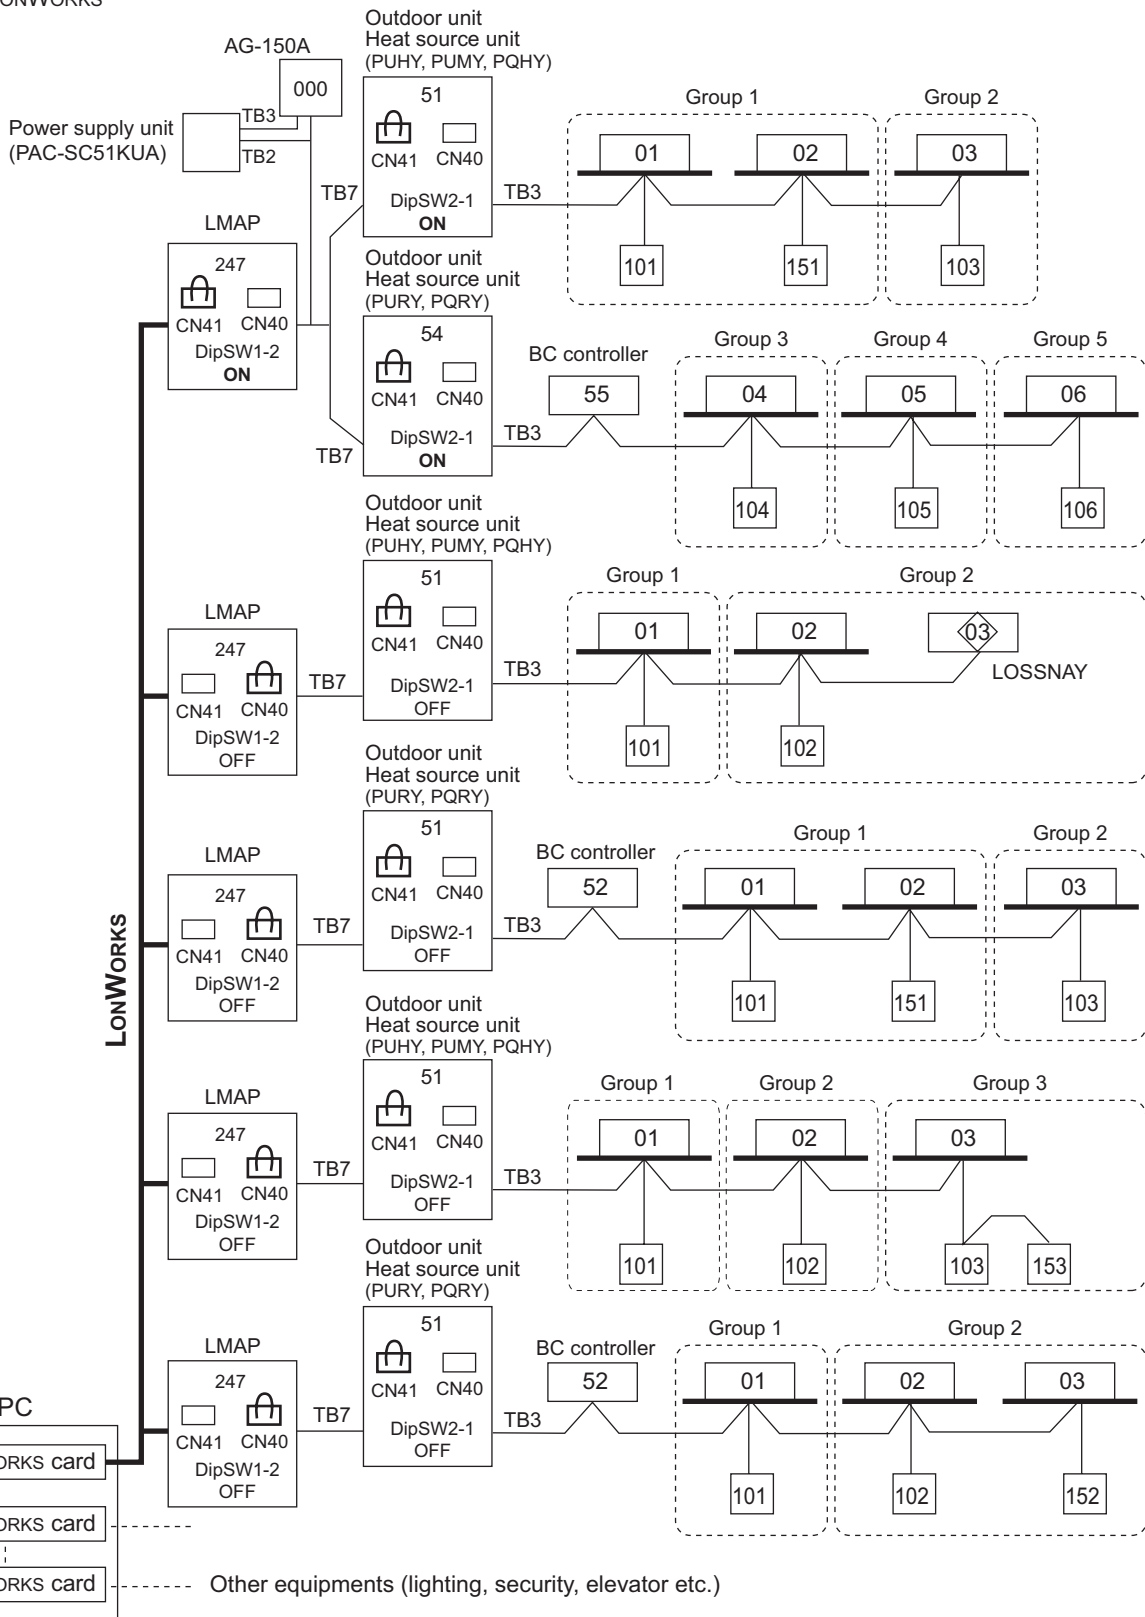 AG-150A
000
Power supply unit
(PAC-SC51KUA)
TB3
TB2
Outdoor unit
Heat source unit
(PUHY, PUMY, PQHY)
51
CN41 CN40
DipSW2-1
ON
TB7
TB3
Group 1
Group 2
01
02
03
101
151
103
LMAP
247
CN41 CN40
DipSW1-2
ON
Outdoor unit
Heat source unit
(PURY, PQRY)
54
CN41 CN40
DipSW2-1
ON
TB7
TB3
BC controller
55
Group 3
Group 4
Group 5
04
05
06
104
105
106
LMAP
247
CN41 CN40
DipSW1-2
OFF
TB7
Outdoor unit
Heat source unit
(PUHY, PUMY, PQHY)
51
CN41 CN40
DipSW2-1
OFF
TB3
Group 1
Group 2
01
02
03
LOSSNAY
101
102
LMAP
247
CN41 CN40
DipSW1-2
OFF
TB7
Outdoor unit
Heat source unit
(PURY, PQRY)
51
CN41 CN40
DipSW2-1
OFF
TB3
BC controller
52
Group 1
Group 2
01
02
03
101
151
103
LONWORKS
LMAP
247
CN41 CN40
DipSW1-2
OFF
TB7
Outdoor unit
Heat source unit
(PUHY, PUMY, PQHY)
51
CN41 CN40
DipSW2-1
OFF
TB3
Group 1
Group 2
Group 3
01
02
03
101
102
103
153
LMAP
247
CN41 CN40
DipSW1-2
OFF
TB7
Outdoor unit
Heat source unit
(PURY, PQRY)
51
CN41 CN40
DipSW2-1
OFF
TB3
BC controller
52
Group 1
Group 2
01
02
03
101
102
152
PC
card
card
card
Other equipments (lighting, security, elevator etc.)